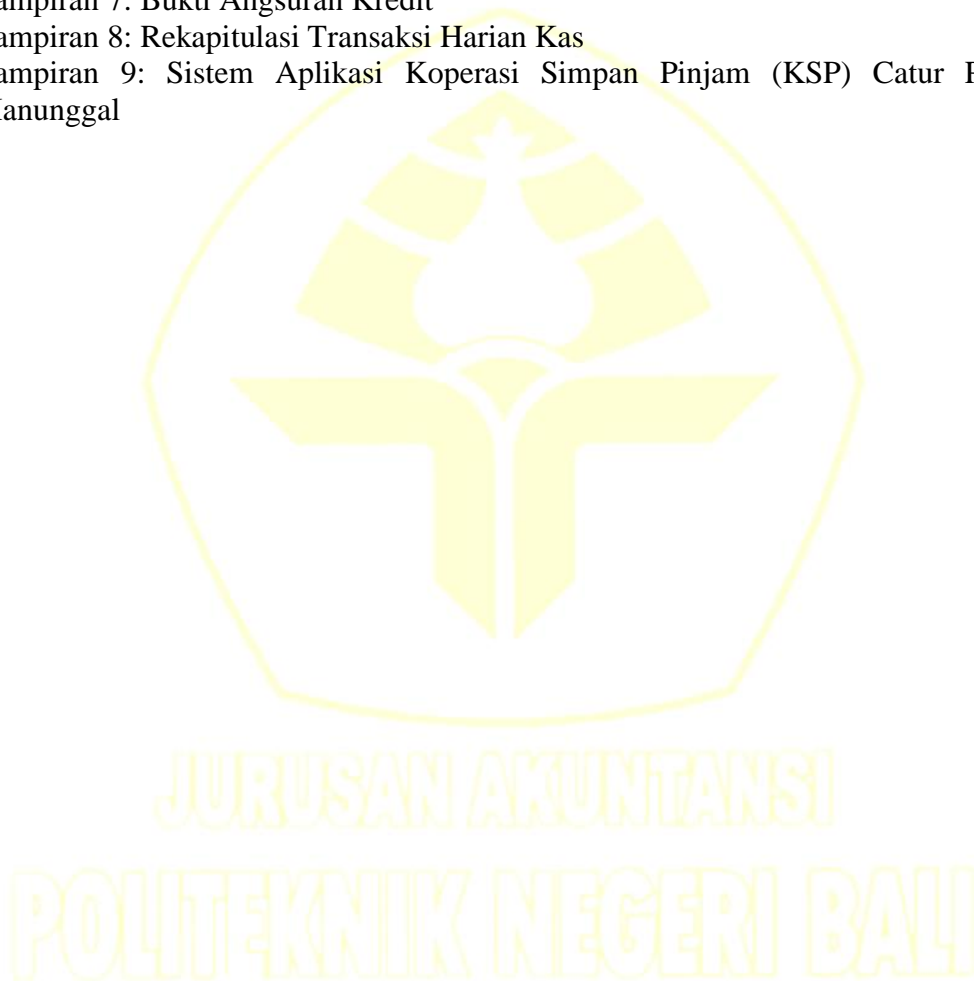 ampiran 7: Bukti Angsuran Kredit
ampiran 8: Rekapitulasi Transaksi Harian Kas
ampiran 9: Sistem Aplikasi Koperasi Simpan Pinjam (KSP) Catur
anunggal
JURUSAN AKUNTANSI
POLITEKNIK NEGERI BALI